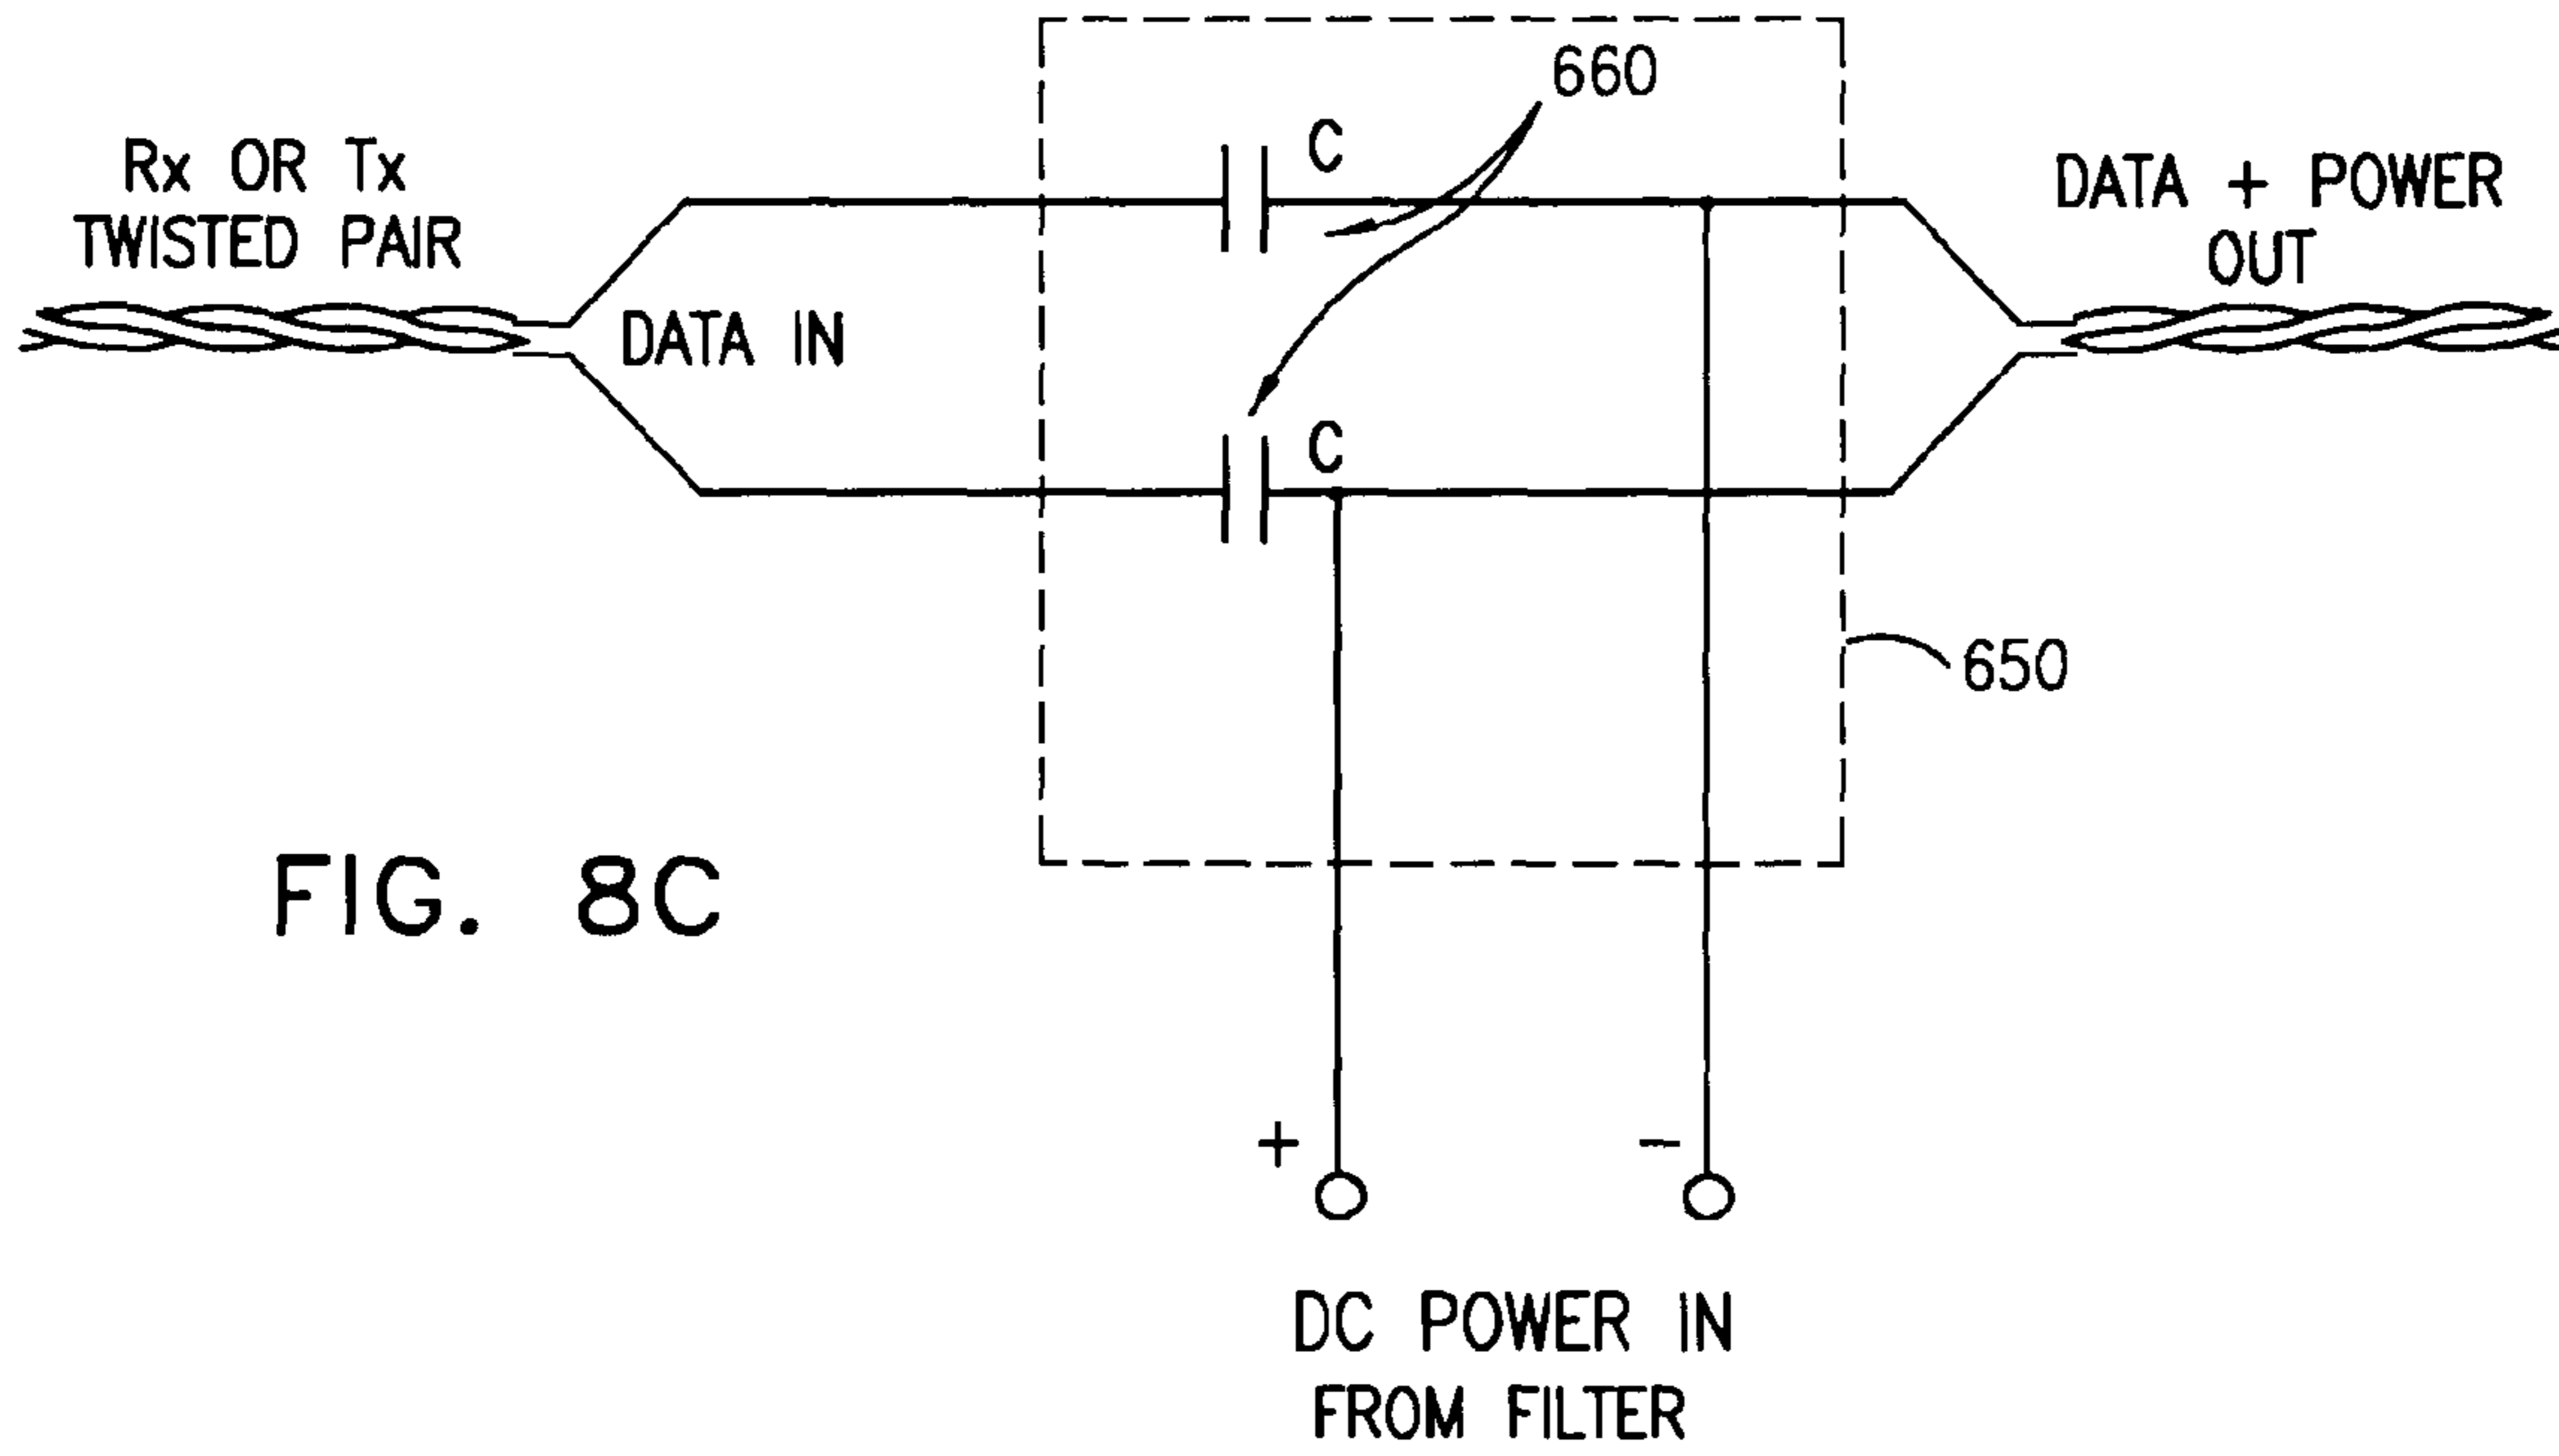 660
C
Rx OR Tx
TWISTED PAIR
DATA + POWER
OUT
DATA IN
C
650
FIG. 8C
+
-
DC POWER IN
FROM FILTER